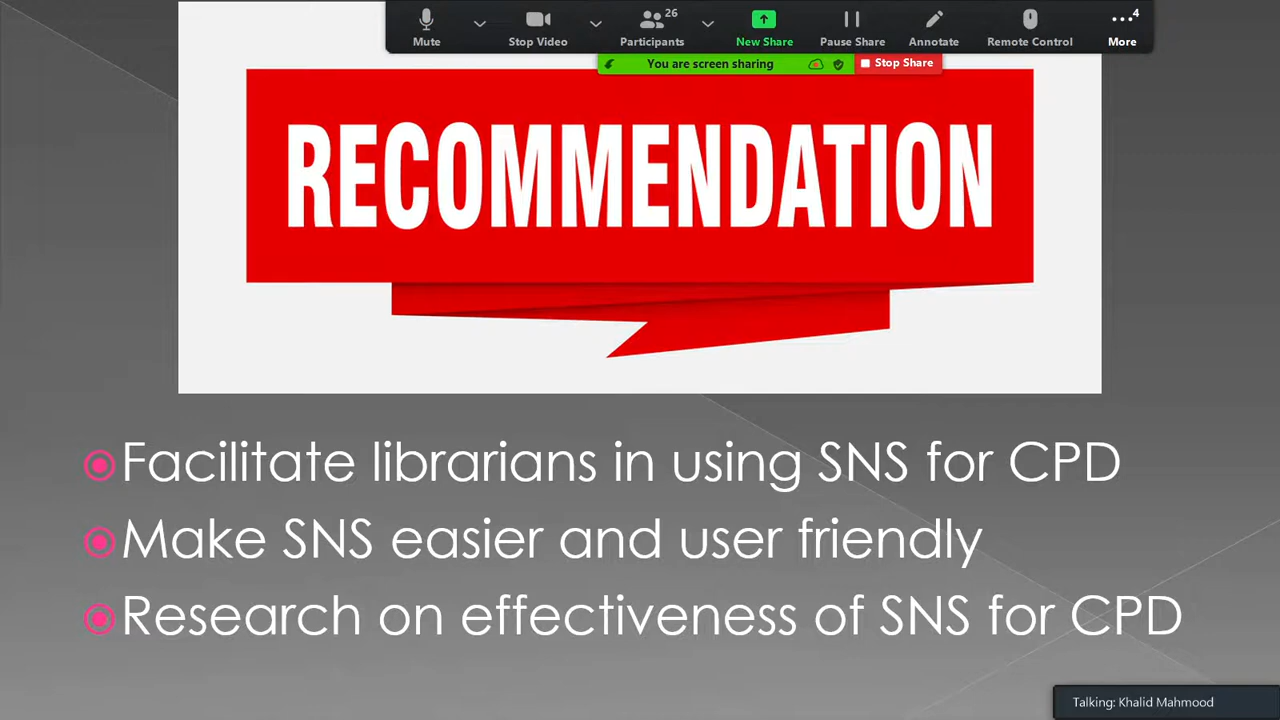 26
4
Mute
Stop Video
Participants
New Share
Pause Share
Annotate
Remote Control
More
You are screen sharing
Stop Share
RECOMMENDATION
Facilitate librarians in using SNS for CPD
Make SNS easier and user friendly
Research on effectiveness of SNS for CPD
Talking: Khalid Mahmood